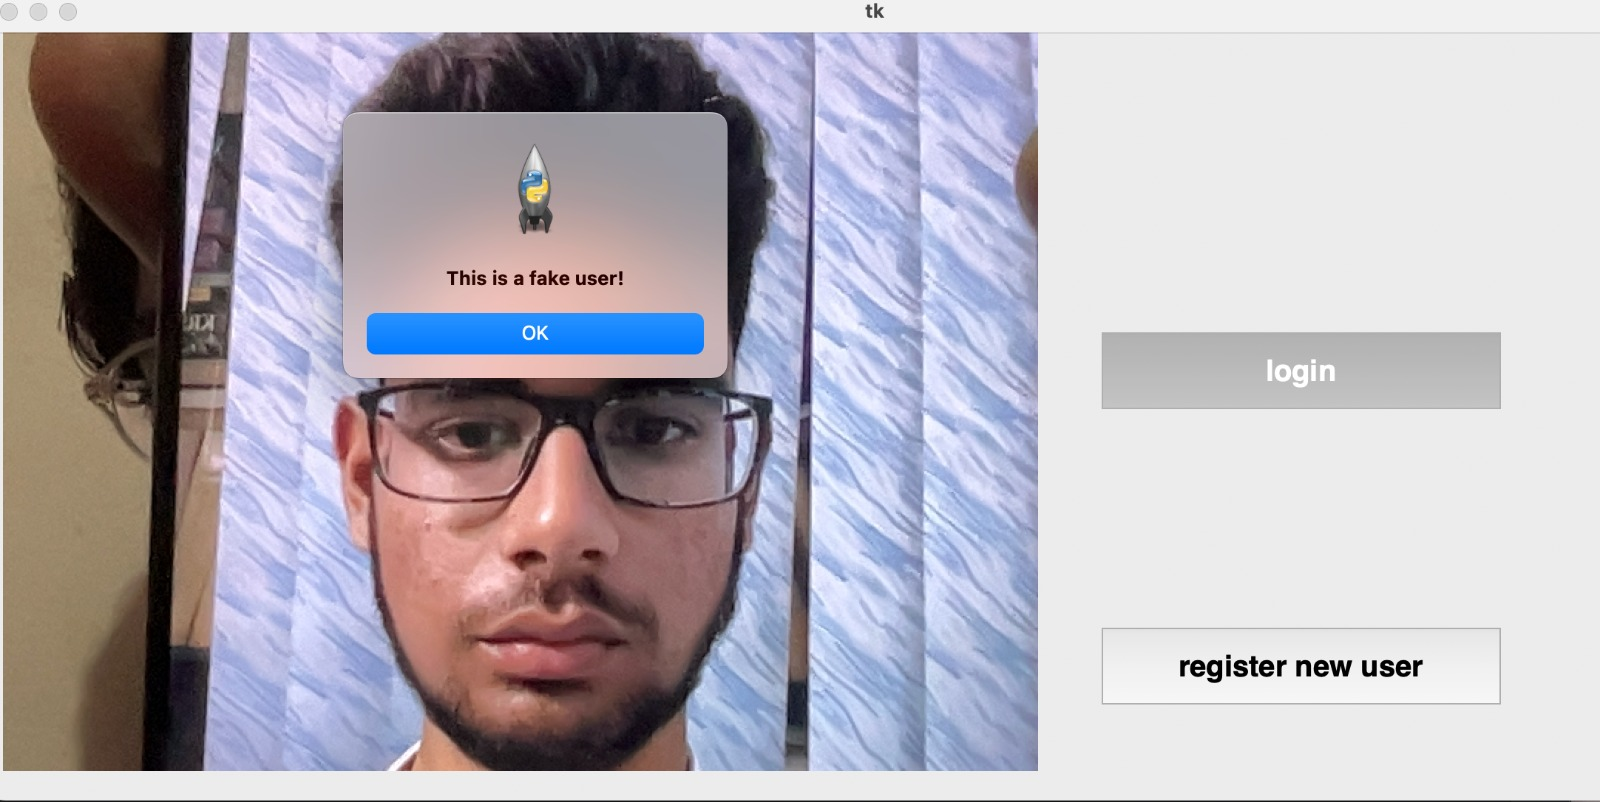 tk
This is a fake user!
OK
login
register new user